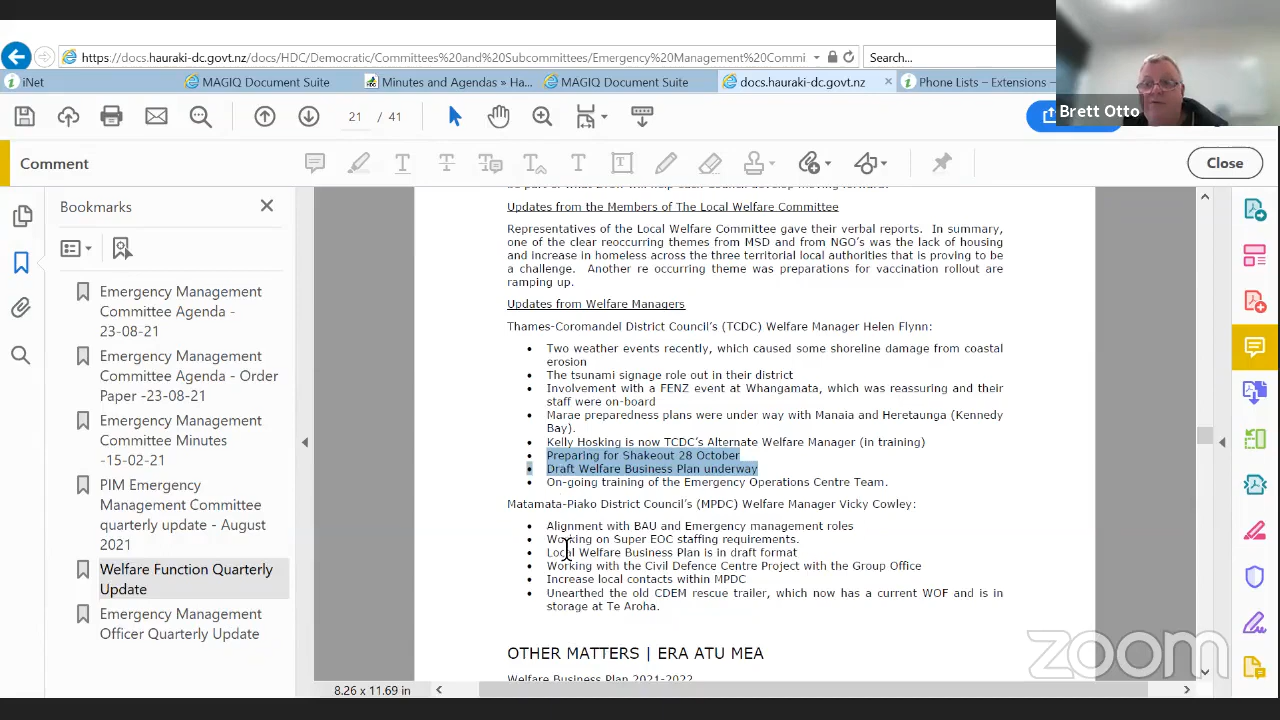 https://docs.hauraki-dc.govt.nz/docs/HDC/Democratic/Committees%20and%20Subcommittees/Emergency%20Management%20Commi
Search...
iNet
MAGIQ Document Suite
Minutes and Agendas » Ha...
MAGIQ Document Suite
docs.hauraki-dc.govt.nz
Phone Lists – Extensions
Brett Otto
21 / 41
Comment
Close
Bookmarks
Emergency Management
Committee Agenda -
23-08-21
Emergency Management
Committee Agenda - Order
Paper -23-08-21
Emergency Management
Committee Minutes
-15-02-21
PIM Emergency
Management Committee
quarterly update - August
2021
Welfare Function Quarterly
Update
Emergency Management
Officer Quarterly Update
Updates from the Members of The Local Welfare Committee
Representatives of the Local Welfare Committee gave their verbal reports. In summary,
one of the clear reoccurring themes from MSD and from NGO's was the lack of housing
and increase in homeless across the three territorial local authorities that is proving to be
a challenge. Another re occurring theme was preparations for vaccination rollout are
ramping up.
Updates from Welfare Managers
Thames-Coromandel District Council's (TCDC) Welfare Manager Helen Flynn:
• Two weather events recently, which caused some shoreline damage from coastal
erosion
• The tsunami signage role out in their district
• Involvement with a FENZ event at Whangamata, which was reassuring and their
staff were on-board
• Marae preparedness plans were under way with Manaia and Heretaunga (Kennedy
Bay).
• Kelly Hosking is now TCDC's Alternate Welfare Manager (in training)
• Preparing for Shakeout 28 October
• Draft Welfare Business Plan underway
• On-going training of the Emergency Operations Centre Team.
Matamata-Piako District Council's (MPDC) Welfare Manager Vicky Cowley:
• Alignment with BAU and Emergency management roles
• Working on Super EOC staffing requirements.
• Local Welfare Business Plan is in draft format
• Working with the Civil Defence Centre Project with the Group Office
• Increase local contacts within MPDC
• Unearthed the old CDEM rescue trailer, which now has a current WOF and is in
storage at Te Aroha.
OTHER MATTERS | ERA ATU MEA
Welfare Business Plan 2021-2022
8.26 x 11.69 in
zoom